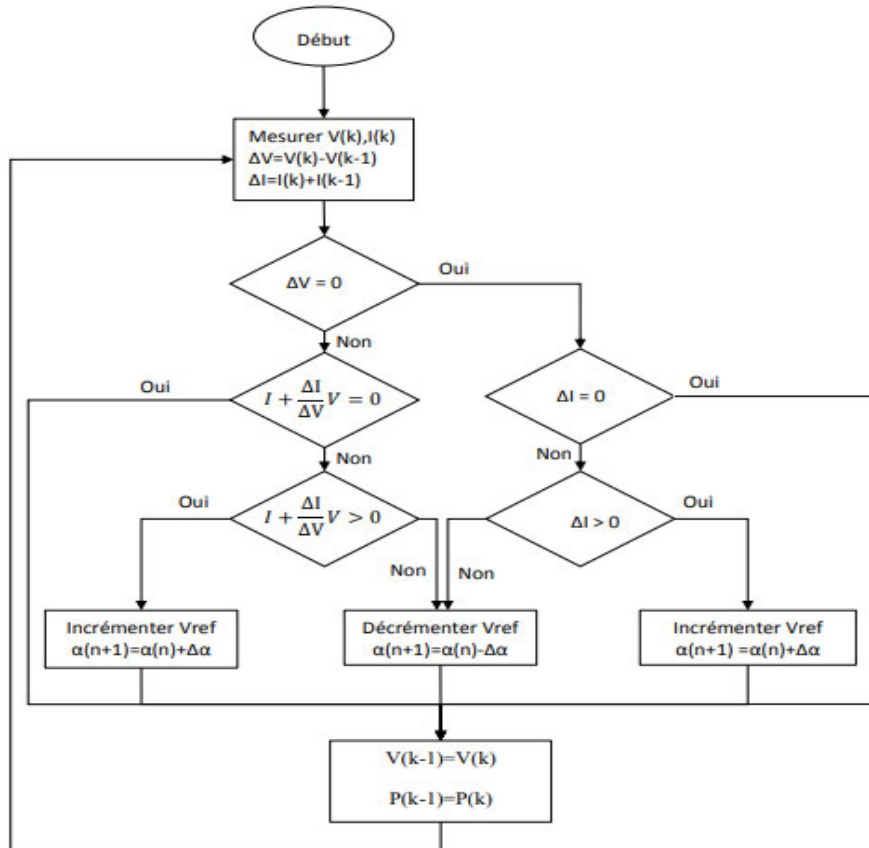 Début
Mesurer V(k),I(k)
ΔV=V(k)-V(k-1)
ΔI=I(k)+I(k-1)
ΔV = 0
Oui
Non
Oui
I + ΔI/ΔV V = 0
ΔI = 0
Oui
Non
Non
Oui
I + ΔI/ΔV V > 0
ΔI > 0
Oui
Non
Non
Incrémenter Vref
α(n+1)=α(n)+Δα
Décrémenter Vref
α(n+1)=α(n)-Δα
Incrémenter Vref
α(n+1) =α(n)+Δα
V(k-1)=V(k)
P(k-1)=P(k)